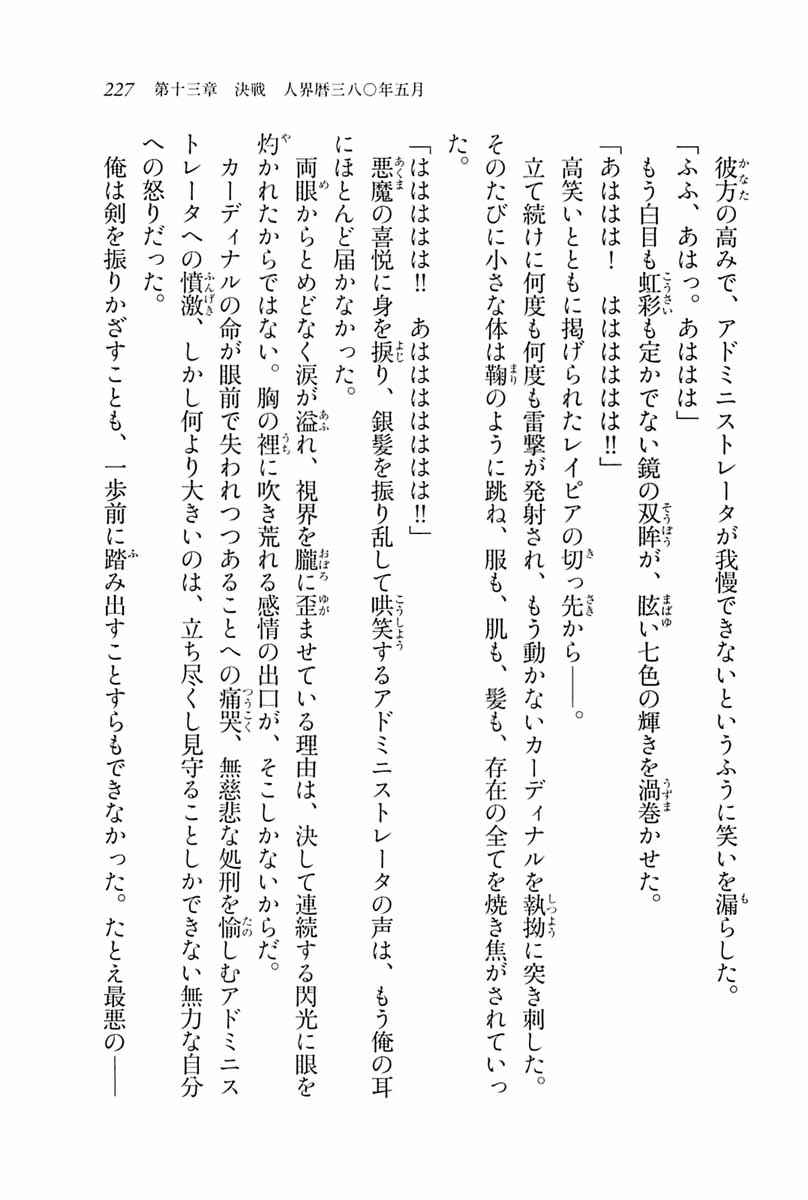 227 第十三章 決戦 人界暦三八〇年五月
彼方の高みで、アドミニストレータが我慢できないというふうに笑いを漏らした。
「ふふ、あはっ。あははは」
もう白目も虹彩も定かでない鏡の双眸が、眩い七色の輝きを渦巻かせた。
「あははは！ はははははは!!」
高笑いとともに掲げられたレイピアの切っ先から――。
立て続けに何度も何度も雷撃が発射され、もう動かないカーディナルを執拗に突き刺した。
そのたびに小さな体は鞠のように跳ね、服も、肌も、髪も、存在の全てを焼き焦がされていっ
た。
「はははははは!! あははははははははは!!」
悪魔の喜悦に身を捩り、銀髪を振り乱して哄笑するアドミニストレータの声は、もう俺の耳
にほとんど届かなかった。
両眼からとめどなく涙が溢れ、視界を朧に歪ませている理由は、決して連続する閃光に眼を
灼かれたからではない。胸の裡に吹き荒れる感情の出口が、そこしかないからだ。
カーディナルの命が眼前で失われつつあることへの痛哭、無慈悲な処刑を愉しむアドミニス
トレータへの憤激、しかし何より大きいのは、立ち尽くし見守ることしかできない無力な自分
への怒りだった。
俺は剣を振りかざすことも、一歩前に踏み出すことすらもできなかった。たとえ最悪の――